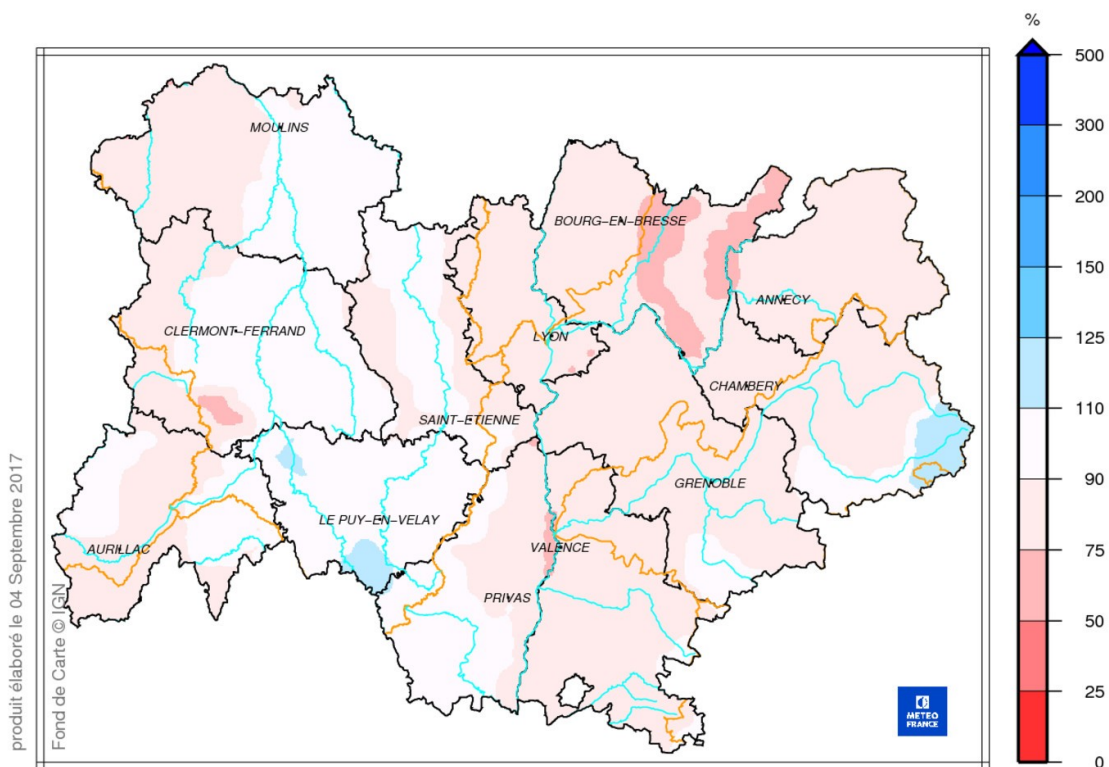 %
500
300
200
150
125
110
90
75
50
25
0
MOULINS
BOURG-EN-BRESSE
ANNECY
CLERMONT-FERRAND
LYON
CHAMBERY
SAINT-ETIENNE
GRENOBLE
LE PUY-EN-VELAY
AURILLAC
VALENCE
PRIVAS
METEO
FRANCE
produit élaboré le 04 Septembre 2017
Fond de Carte © IGN